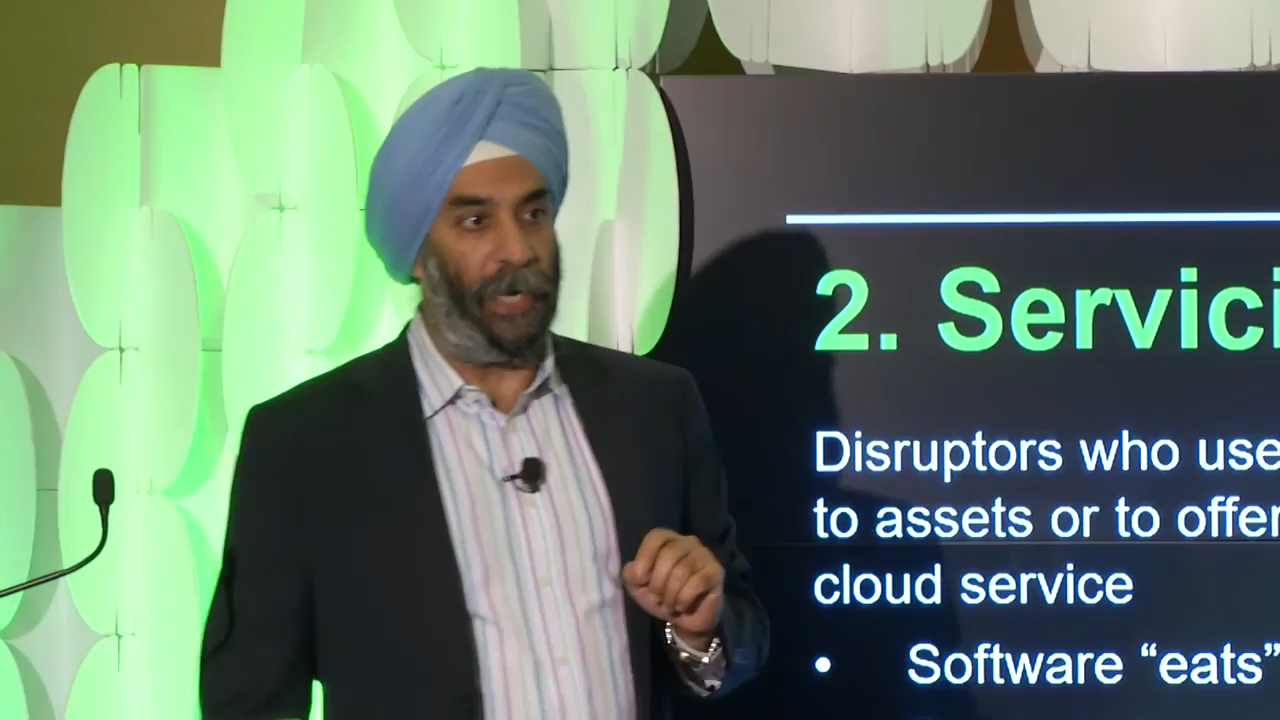 2. Servici
Disruptors who use
to assets or to offer
cloud service
• Software “eats”